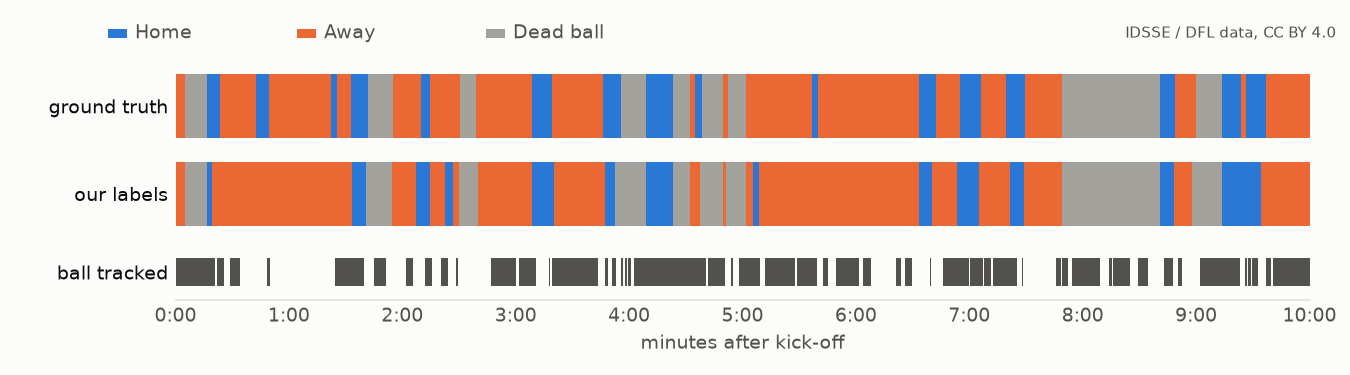 Home Away Dead ball IDSSE / DFL data, CC BY 4.0
ground truth
our labels
ball tracked
0:00 1:00 2:00 3:00 4:00 5:00 6:00 7:00 8:00 9:00 10:00
minutes after kick-off